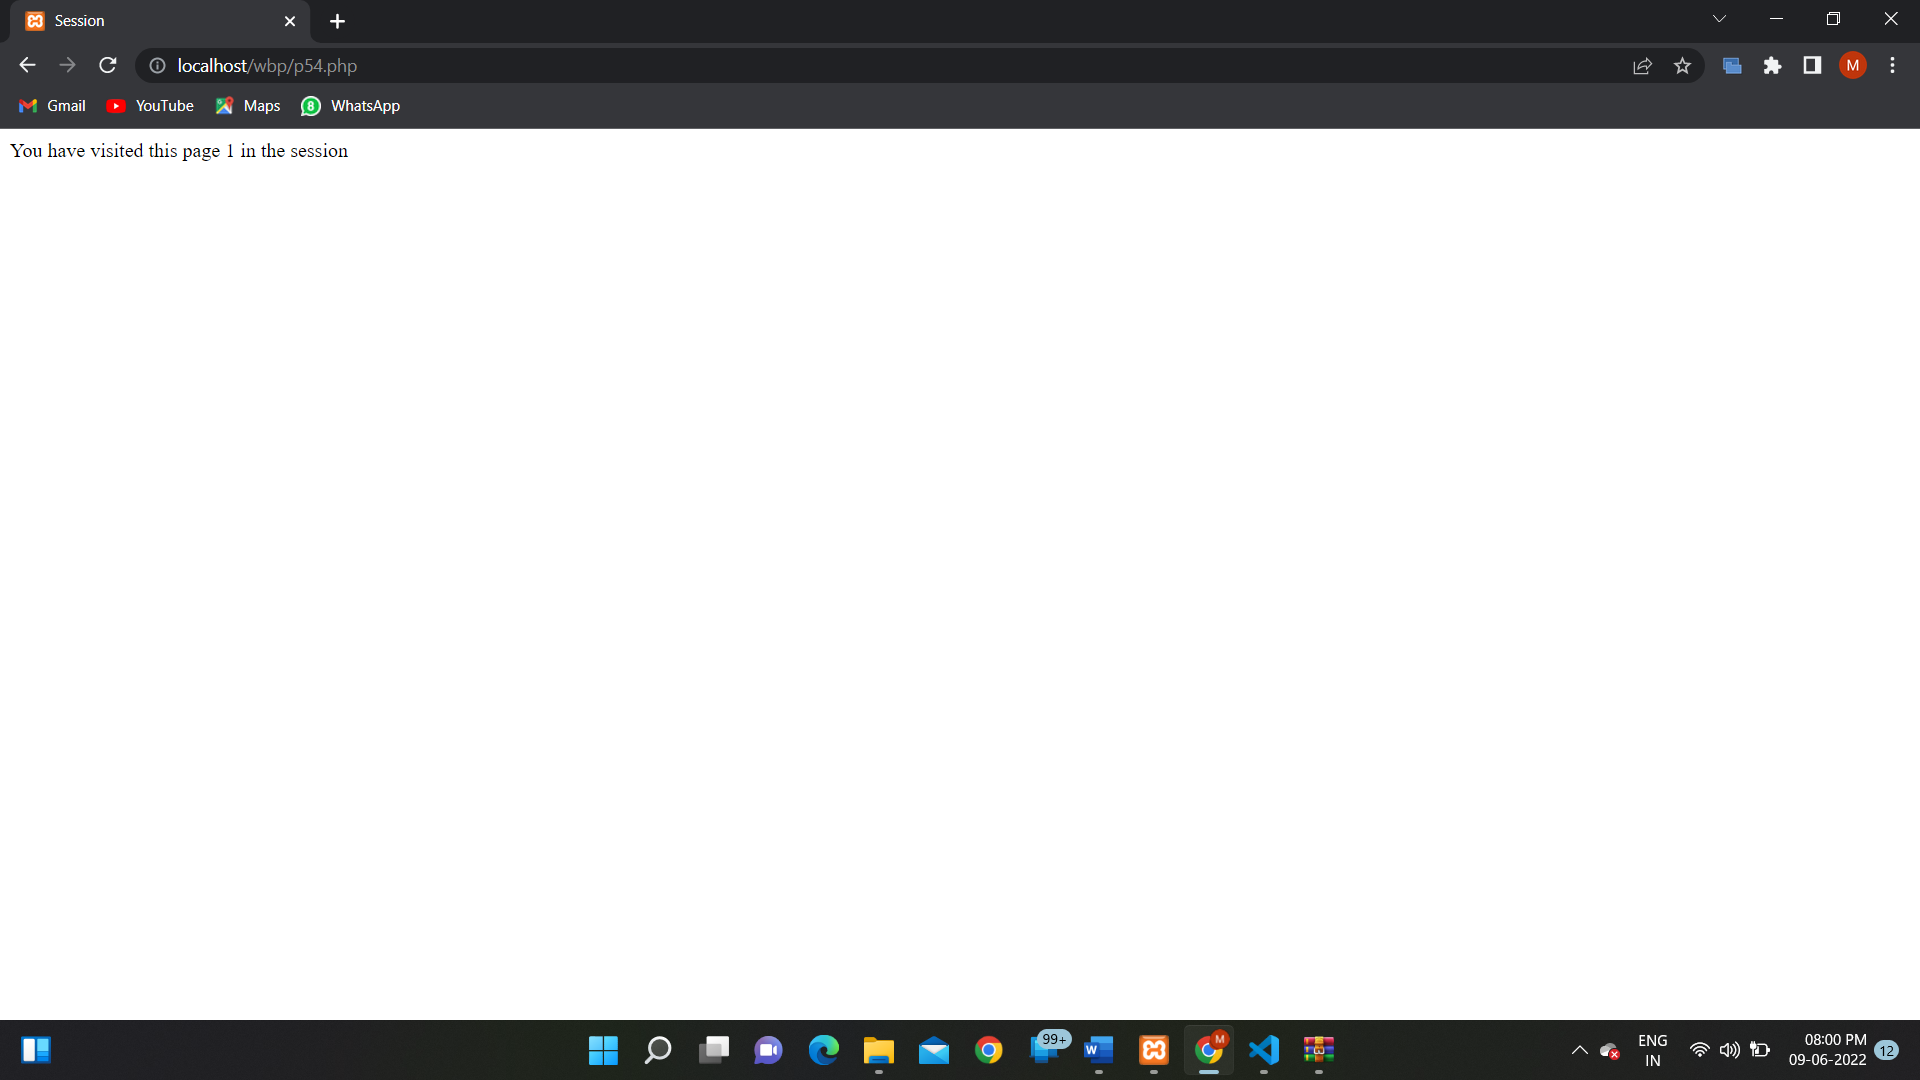 Session
localhost/wbp/p54.php
M
Gmail YouTube Maps 8 WhatsApp
You have visited this page 1 in the session
99+
W
M
ENG
IN
08:00 PM
09-06-2022
12